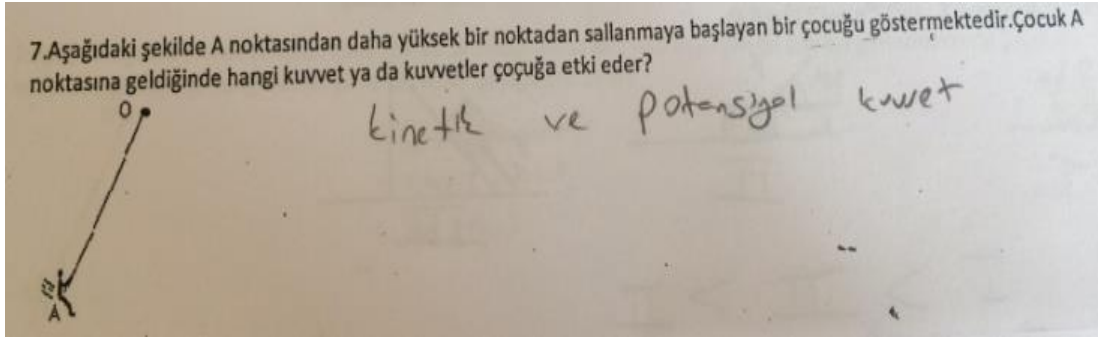 7.Aşağıdaki şekilde A noktasından daha yüksek bir noktadan sallanmaya başlayan bir çocuğu göstermektedir.Çocuk A
noktasına geldiğinde hangi kuvvet ya da kuvvetler çoçuğa etki eder?
O
kinetik ve potansiyel kuvvet
A